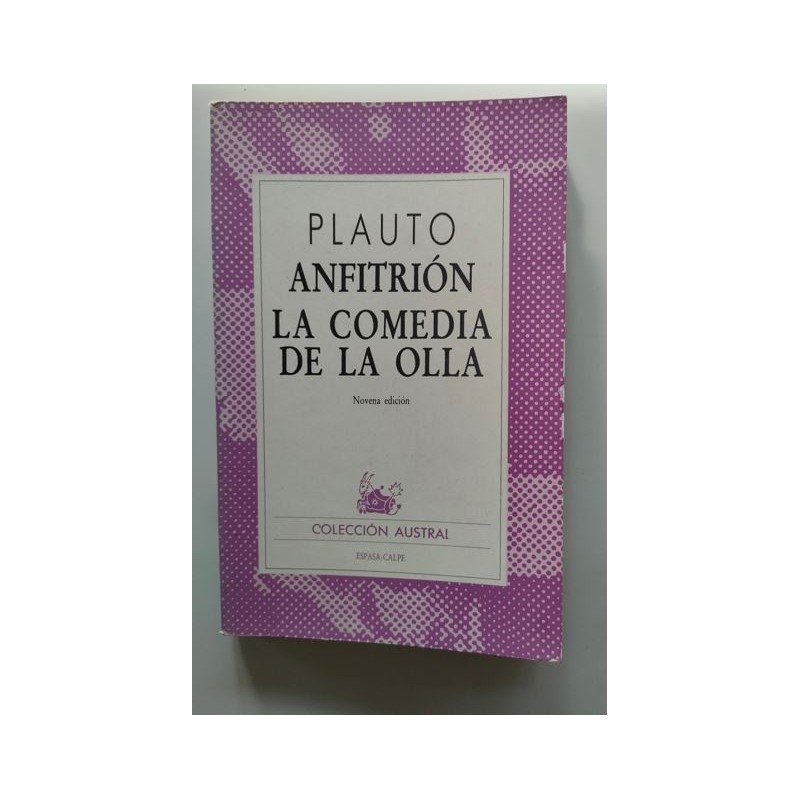 PLAUTO
ANFITRIÓN
LA COMEDIA
DE LA OLLA
Novena edición
COLECCIÓN AUSTRAL
ESPASA-CALPE